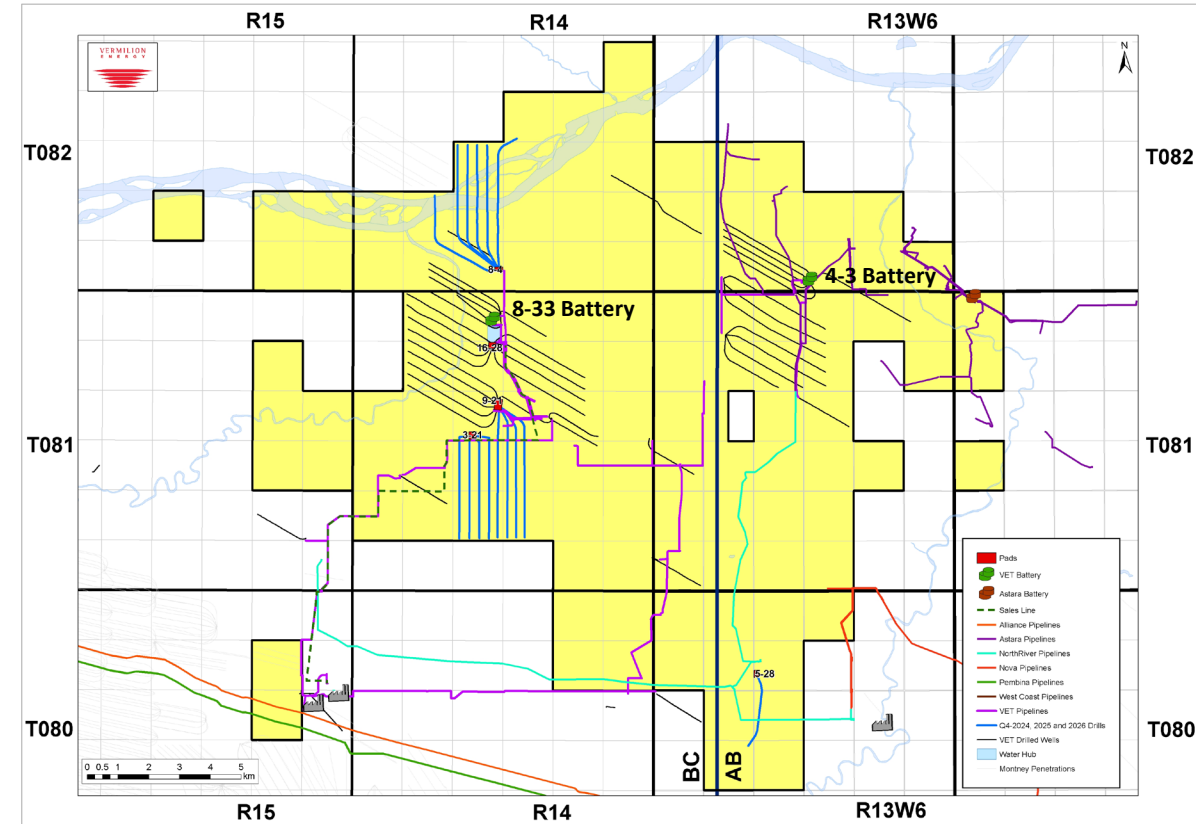 R15 R14 R13W6
VERMILION
ENERGY
N
T082 T082
8-4
4-3 Battery
8-33 Battery
16-28
9-21
3-21
T081 T081
Pads
VET Battery
Astara Battery
Sales Line
Alliance Pipelines
Astara Pipelines
NorthRiver Pipelines
Nova Pipelines
Pembina Pipelines
West Coast Pipelines
VET Pipelines
Q4-2024, 2025 and 2026 Drills
VET Drilled Wells
Water Hub
Montney Penetrations
5-28
T080 T080
BC AB
0 0.5 1 2 3 4 5
km
R15 R14 R13W6